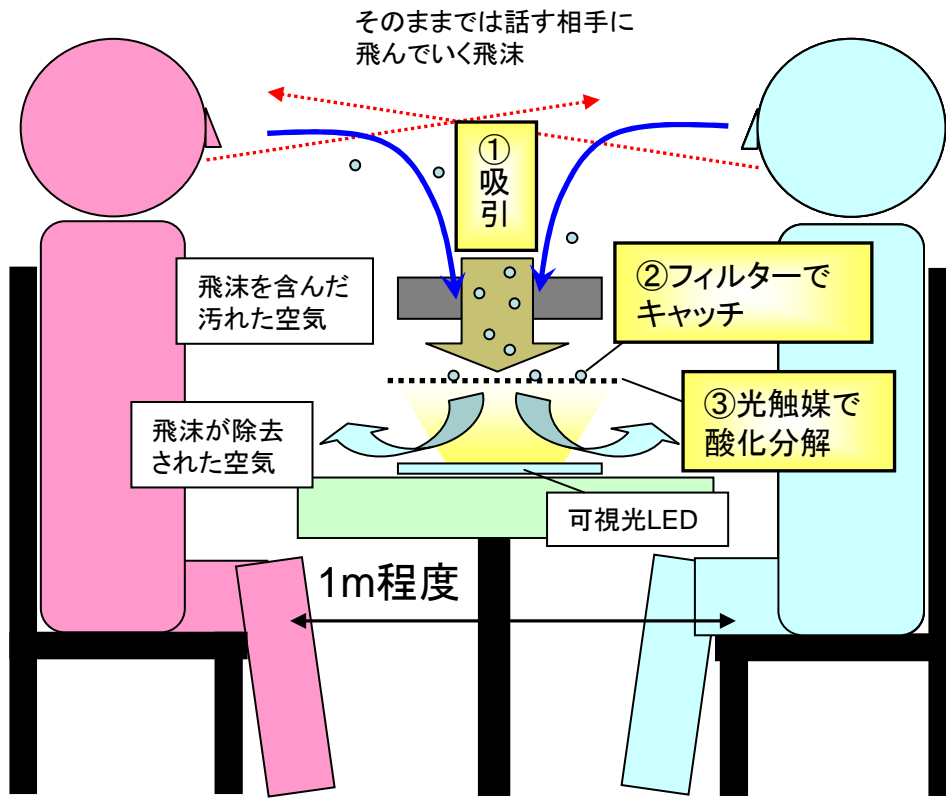 そのままでは話す相手に
飛んでいく飛沫
①
吸
引
飛沫を含んだ
汚れた空気
②フィルターで
キャッチ
③光触媒で
酸化分解
飛沫が除去
された空気
可視光LED
1m程度